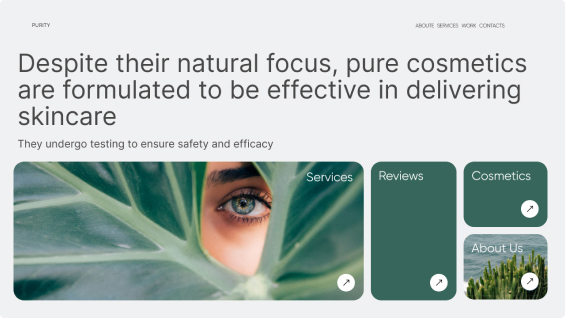 PURITY
ABOUTE SERVICES WORK CONTACTS
Despite their natural focus, pure cosmetics
are formulated to be effective in delivering
skincare
They undergo testing to ensure safety and efficacy
Services
Reviews
Cosmetics
About Us